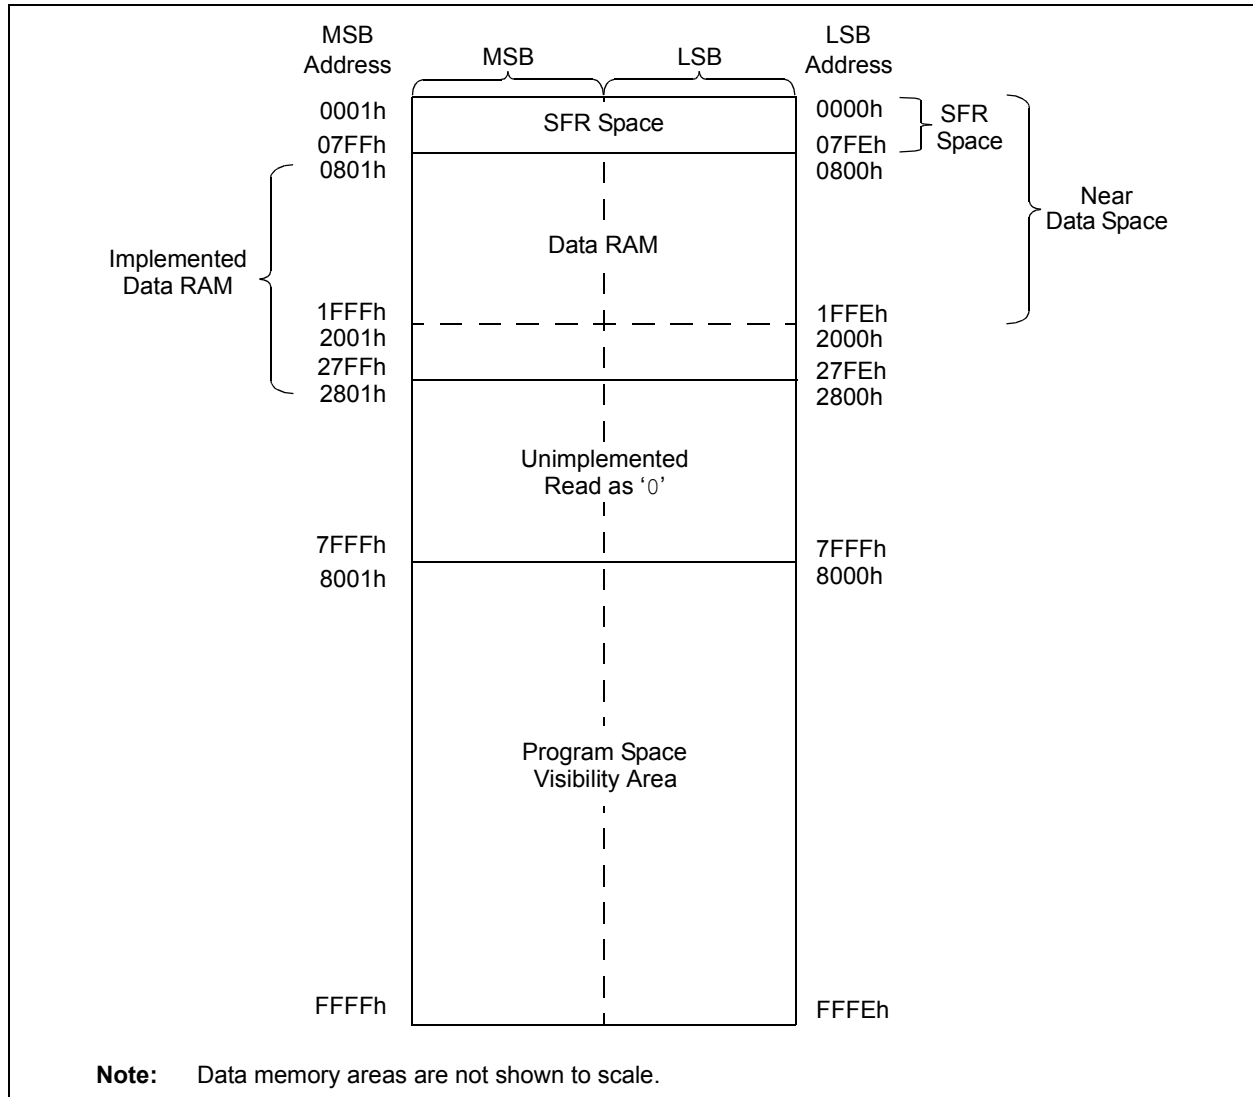 MSB
Address
MSB
LSB
LSB
Address
0001h
SFR Space
0000h
SFR
Space
07FFh
07FEh
0801h
0800h
Near
Data Space
Implemented
Data RAM
Data RAM
1FFFh
1FFEh
2001h
2000h
27FFh
27FEh
2801h
2800h
Unimplemented
Read as ‘0’
7FFFh
7FFFh
8001h
8000h
Program Space
Visibility Area
FFFFh
FFFEh
Note: Data memory areas are not shown to scale.